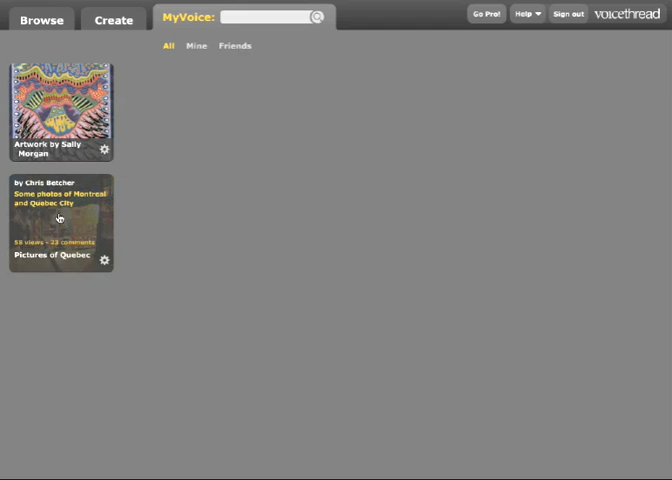 Browse
Create
MyVoice:
Go Pro!
Help
Sign out
voicethread
All
Mine
Friends
Artwork by Sally
Morgan
by Chris Betcher
Some photos of Montreal
and Quebec City
58 views - 23 comments
Pictures of Quebec